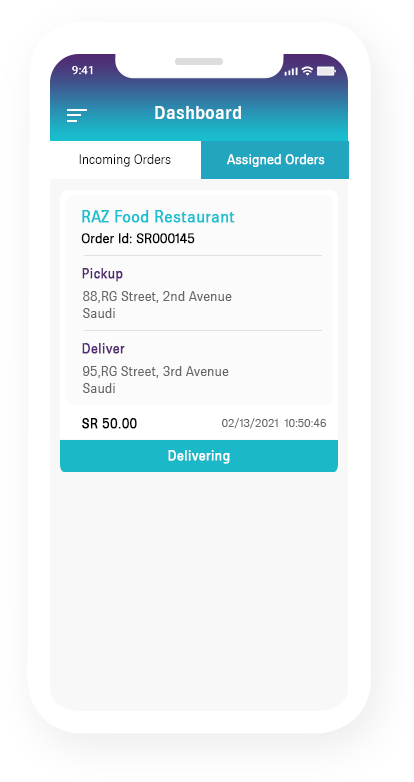 9:41
Dashboard
Incoming Orders
Assigned Orders
RAZ Food Restaurant
Order Id: SR000145
Pickup
88,RG Street, 2nd Avenue
Saudi
Deliver
95,RG Street, 3rd Avenue
Saudi
SR 50.00
02/13/2021 10:50:46
Delivering